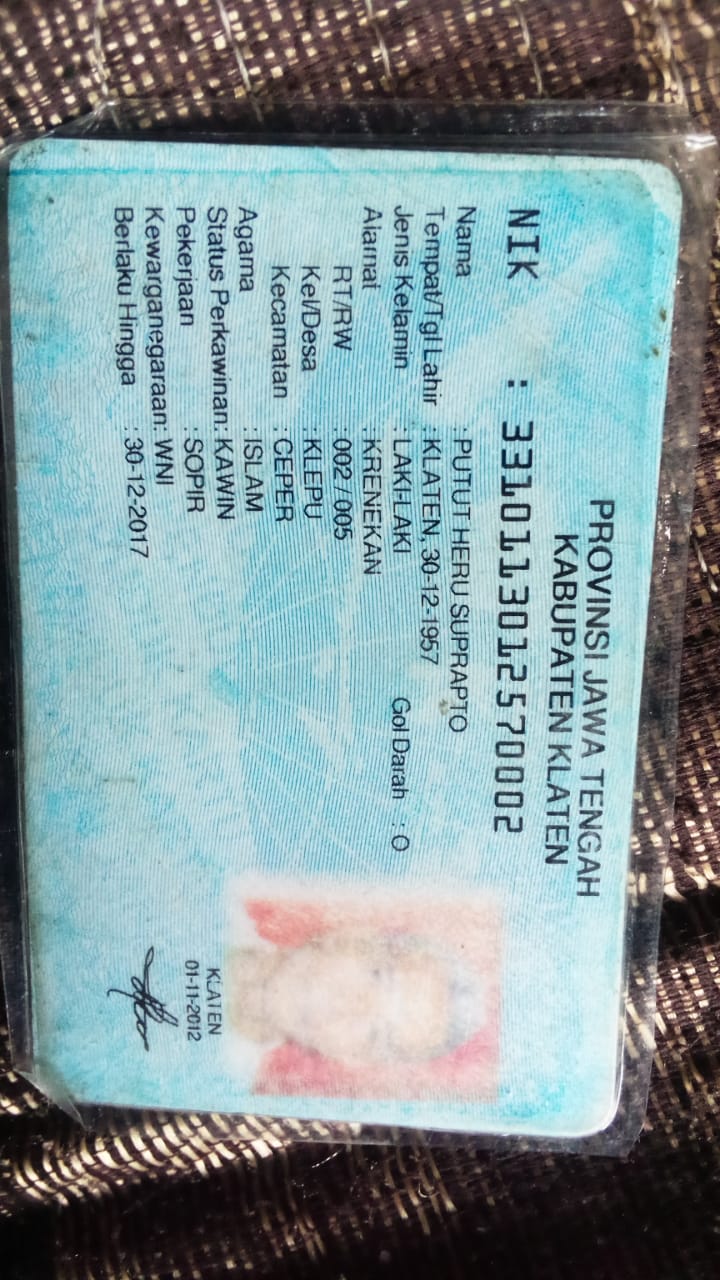 PROVINSI JAWA TENGAH
KABUPATEN KLATEN
NIK : 3310113012570002
Nama : PUTUT HERU SUPRAPTO
Tempat/Tgl Lahir : KLATEN, 30-12-1957
Jenis Kelamin : LAKI-LAKI Gol Darah : O
Alamat : KRENEKAN
RT/RW : 002 / 005
Kel/Desa : KLEPU
Kecamatan : CEPER
Agama : ISLAM
Status Perkawinan: KAWIN
Pekerjaan : SOPIR
Kewarganegaraan: WNI
Berlaku Hingga : 30-12-2017
KLATEN
01-11-2012